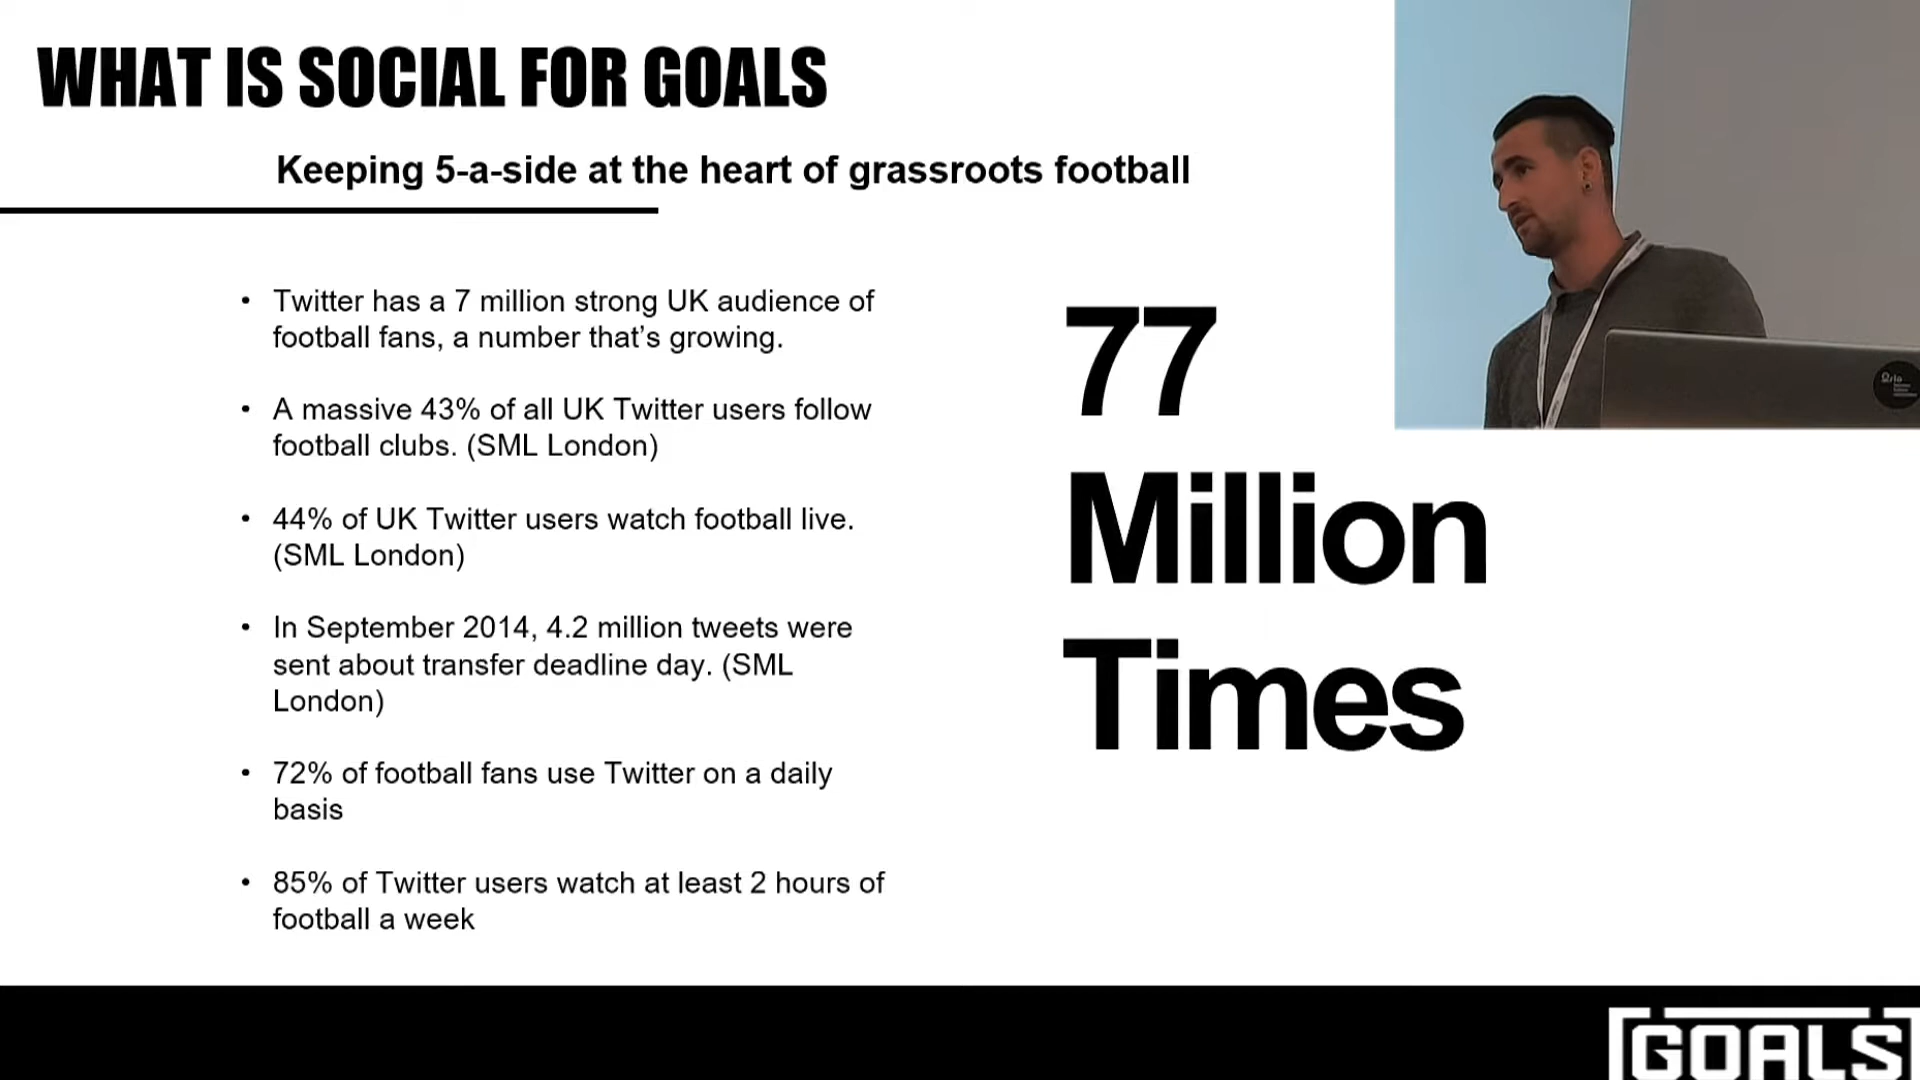 WHAT IS SOCIAL FOR GOALS
Keeping 5-a-side at the heart of grassroots football
• Twitter has a 7 million strong UK audience of
football fans, a number that’s growing.
• A massive 43% of all UK Twitter users follow
football clubs. (SML London)
• 44% of UK Twitter users watch football live.
(SML London)
• In September 2014, 4.2 million tweets were
sent about transfer deadline day. (SML
London)
• 72% of football fans use Twitter on a daily
basis
• 85% of Twitter users watch at least 2 hours of
football a week
77
Million
Times
GOALS